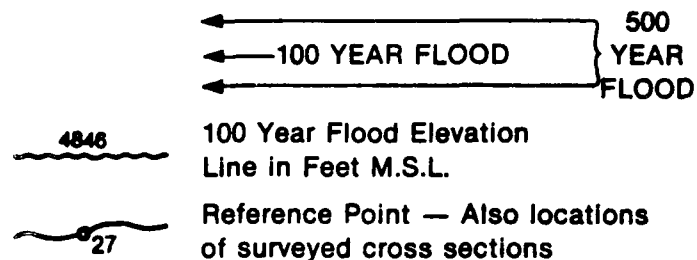 500
100 YEAR FLOOD YEAR
FLOOD
4846
100 Year Flood Elevation
Line in Feet M.S.L.
27
Reference Point — Also locations
of surveyed cross sections